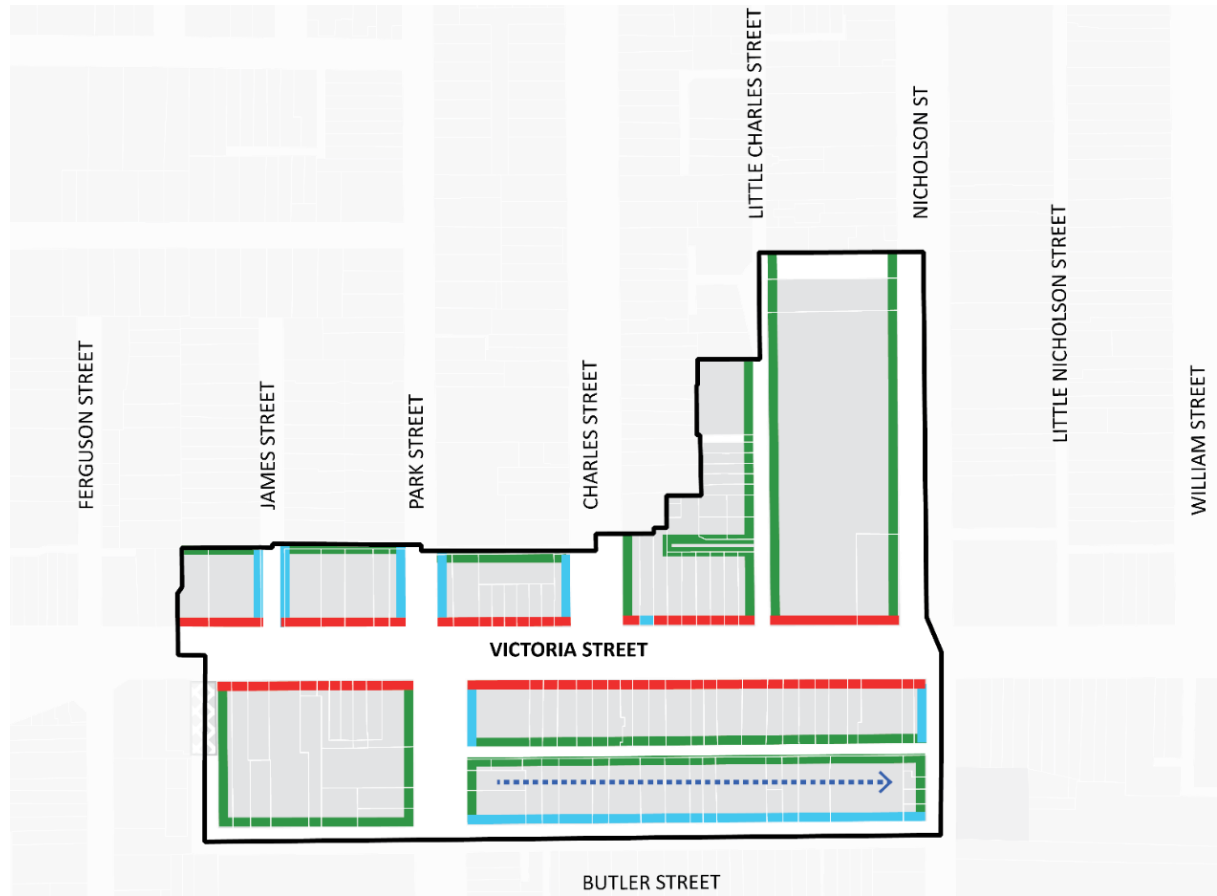 FERGUSON STREET
JAMES STREET
PARK STREET
CHARLES STREET
LITTLE CHARLES STREET
NICHOLSON ST
LITTLE NICHOLSON STREET
WILLIAM STREET
VICTORIA STREET
BUTLER STREET